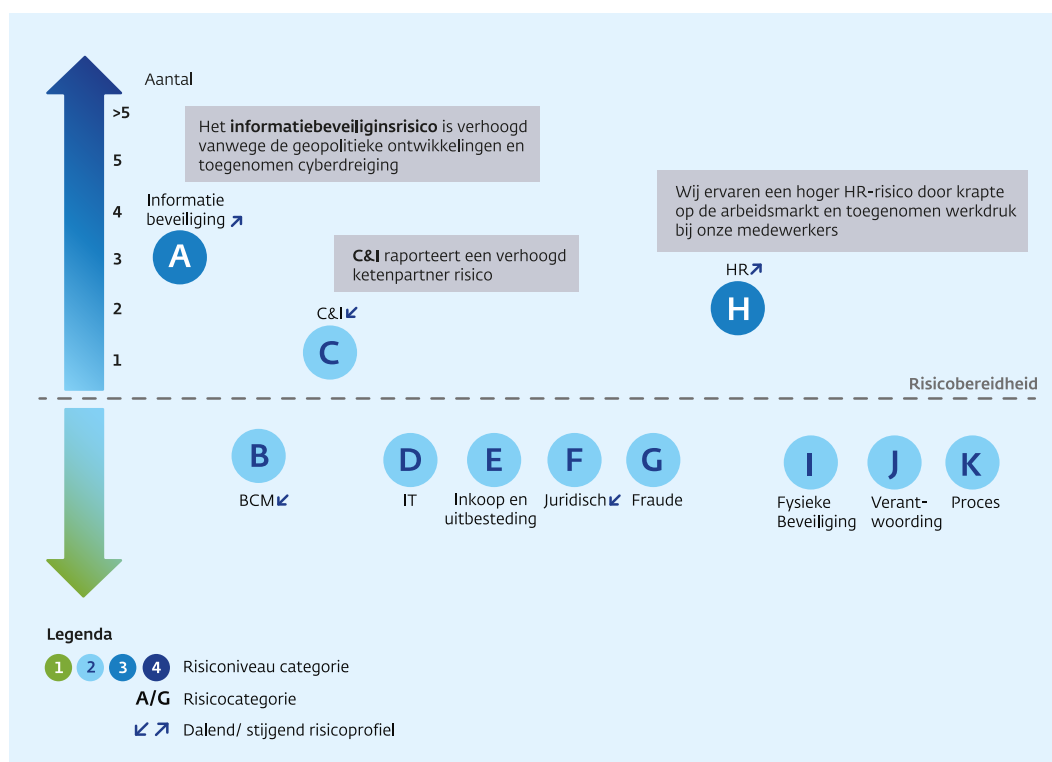 Aantal
>5
5
4
3
2
1
Het informatiebeveiliginsrisico is verhoogd
vanwege de geopolitieke ontwikkelingen en
toegenomen cyberdreiging
Informatie
beveiliging ↗
A
C&I raporteert een verhoogd
ketenpartner risico
C&I↙
C
Wij ervaren een hoger HR-risico door krapte
op de arbeidsmarkt en toegenomen werkdruk
bij onze medewerkers
HR↗
H
Risicobereidheid
B
BCM↙
D
IT
E
Inkoop en
uitbesteding
F
Juridisch↙
G
Fraude
I
Fysieke
Beveiliging
J
Verant-
woording
K
Proces
Legenda
1 2 3 4 Risiconiveau categorie
A/G Risicocategorie
↙ ↗ Dalend/ stijgend risicoprofiel